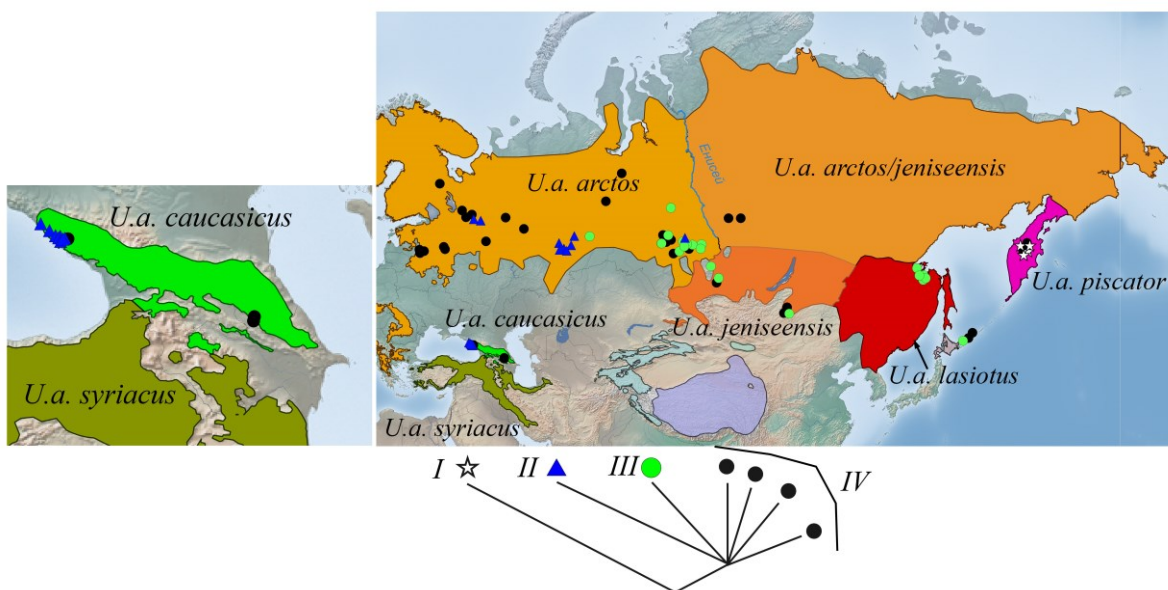 U.a. caucasicus
U.a. syriacus
Енисей
U.a. arctos
U.a. arctos/jeniseensis
U.a. piscator
U.a. caucasicus
U.a. jeniseensis
U.a. lasiotus
U.a. syriacus
I
II
III
IV